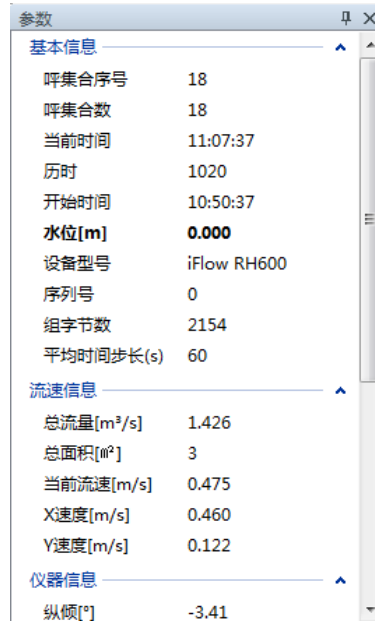 参数
基本信息
呯集合序号 18
呯集合数 18
当前时间 11:07:37
历时 1020
开始时间 10:50:37
水位[m] 0.000
设备型号 iFlow RH600
序列号 0
组字节数 2154
平均时间步长(s) 60
流速信息
总流量[m³/s] 1.426
总面积[㎡] 3
当前流速[m/s] 0.475
X速度[m/s] 0.460
Y速度[m/s] 0.122
仪器信息
纵倾[°] -3.41